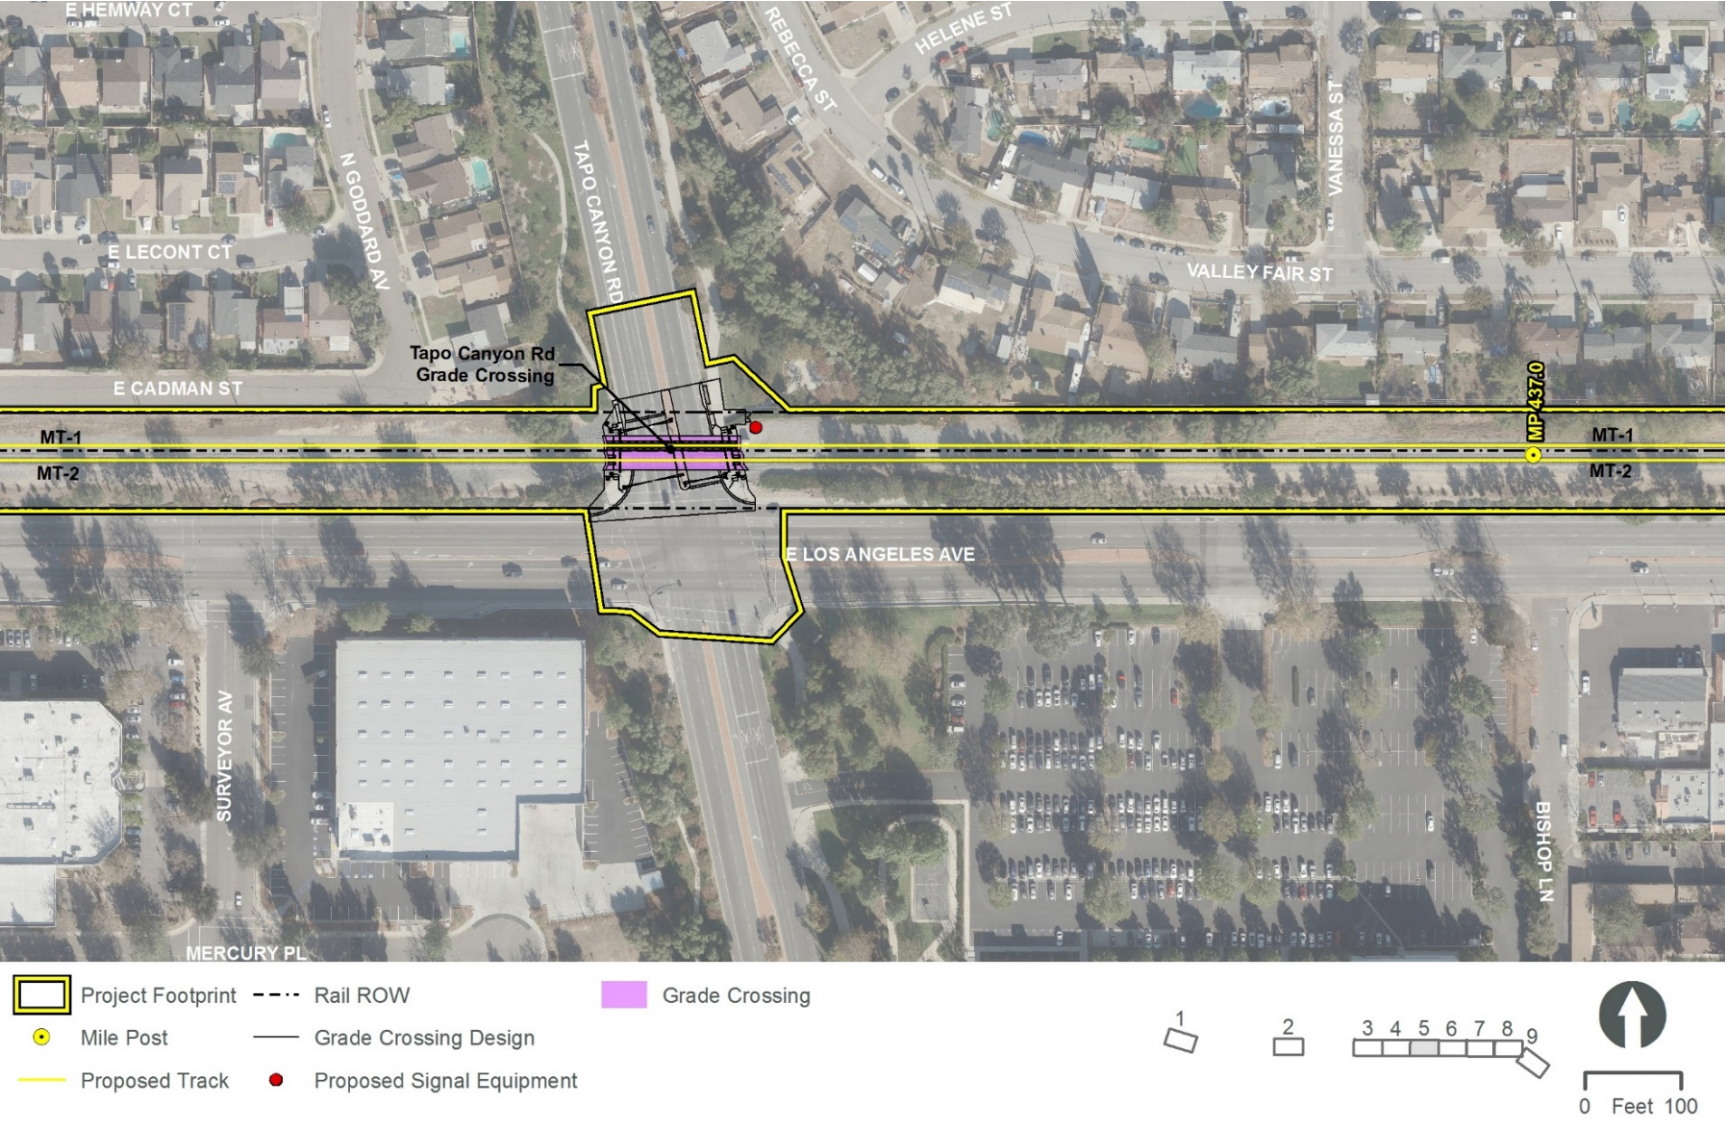 E HEMWAY CT
REBECCA ST
HELENE ST
VANESSA ST
N GODDARD AV
TAPO CANYON RD
E LECONT CT
VALLEY FAIR ST
Tapo Canyon Rd
Grade Crossing
E CADMAN ST
MP 437.0
MT-1
MT-1
MT-2
MT-2
E LOS ANGELES AVE
SURVEYOR AV
BISHOP LN
MERCURY PL
Project Footprint
Rail ROW
Grade Crossing
Mile Post
Grade Crossing Design
Proposed Track
Proposed Signal Equipment
1
2
3 4 5 6 7 8 9
0 Feet 100